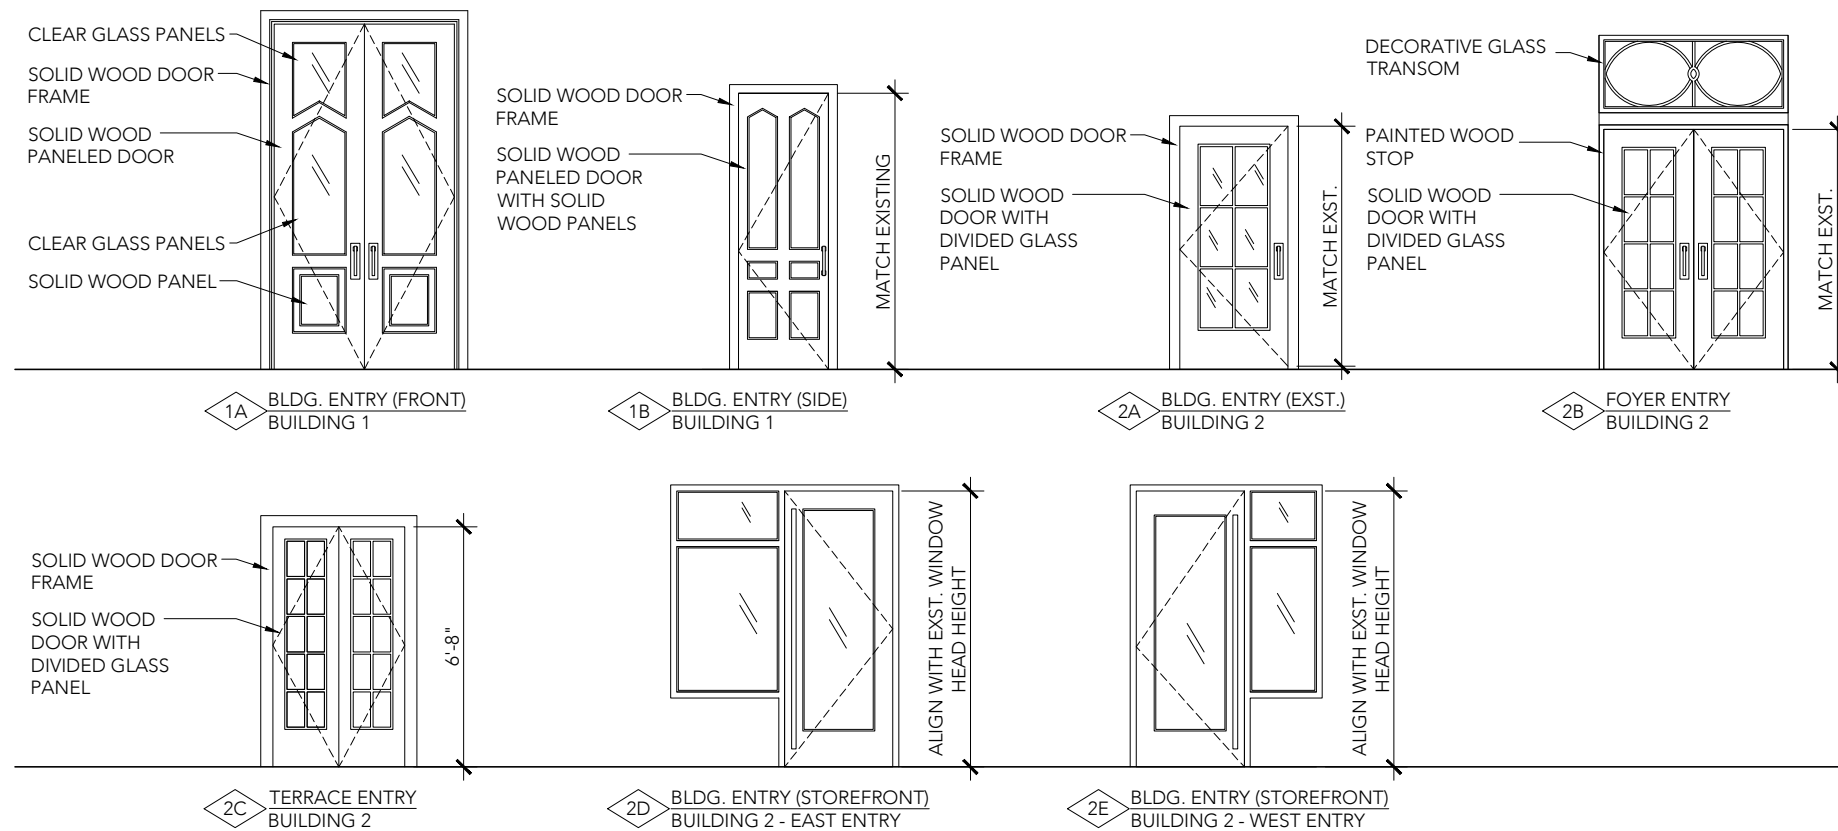 CLEAR GLASS PANELS
SOLID WOOD DOOR
FRAME
SOLID WOOD
PANELED DOOR
CLEAR GLASS PANELS
SOLID WOOD PANEL
1A
BLDG. ENTRY (FRONT)
BUILDING 1
SOLID WOOD DOOR
FRAME
SOLID WOOD
PANELED DOOR
WITH SOLID
WOOD PANELS
MATCH EXISTING
1B
BLDG. ENTRY (SIDE)
BUILDING 1
SOLID WOOD DOOR
FRAME
SOLID WOOD
DOOR WITH
DIVIDED GLASS
PANEL
MATCH EXST.
2A
BLDG. ENTRY (EXST.)
BUILDING 2
DECORATIVE GLASS
TRANSOM
PAINTED WOOD
STOP
SOLID WOOD
DOOR WITH
DIVIDED GLASS
PANEL
MATCH EXST.
2B
FOYER ENTRY
BUILDING 2
SOLID WOOD DOOR
FRAME
SOLID WOOD
DOOR WITH
DIVIDED GLASS
PANEL
6'-8"
2C
TERRACE ENTRY
BUILDING 2
ALIGN WITH EXST. WINDOW
HEAD HEIGHT
2D
BLDG. ENTRY (STOREFRONT)
BUILDING 2 - EAST ENTRY
ALIGN WITH EXST. WINDOW
HEAD HEIGHT
2E
BLDG. ENTRY (STOREFRONT)
BUILDING 2 - WEST ENTRY